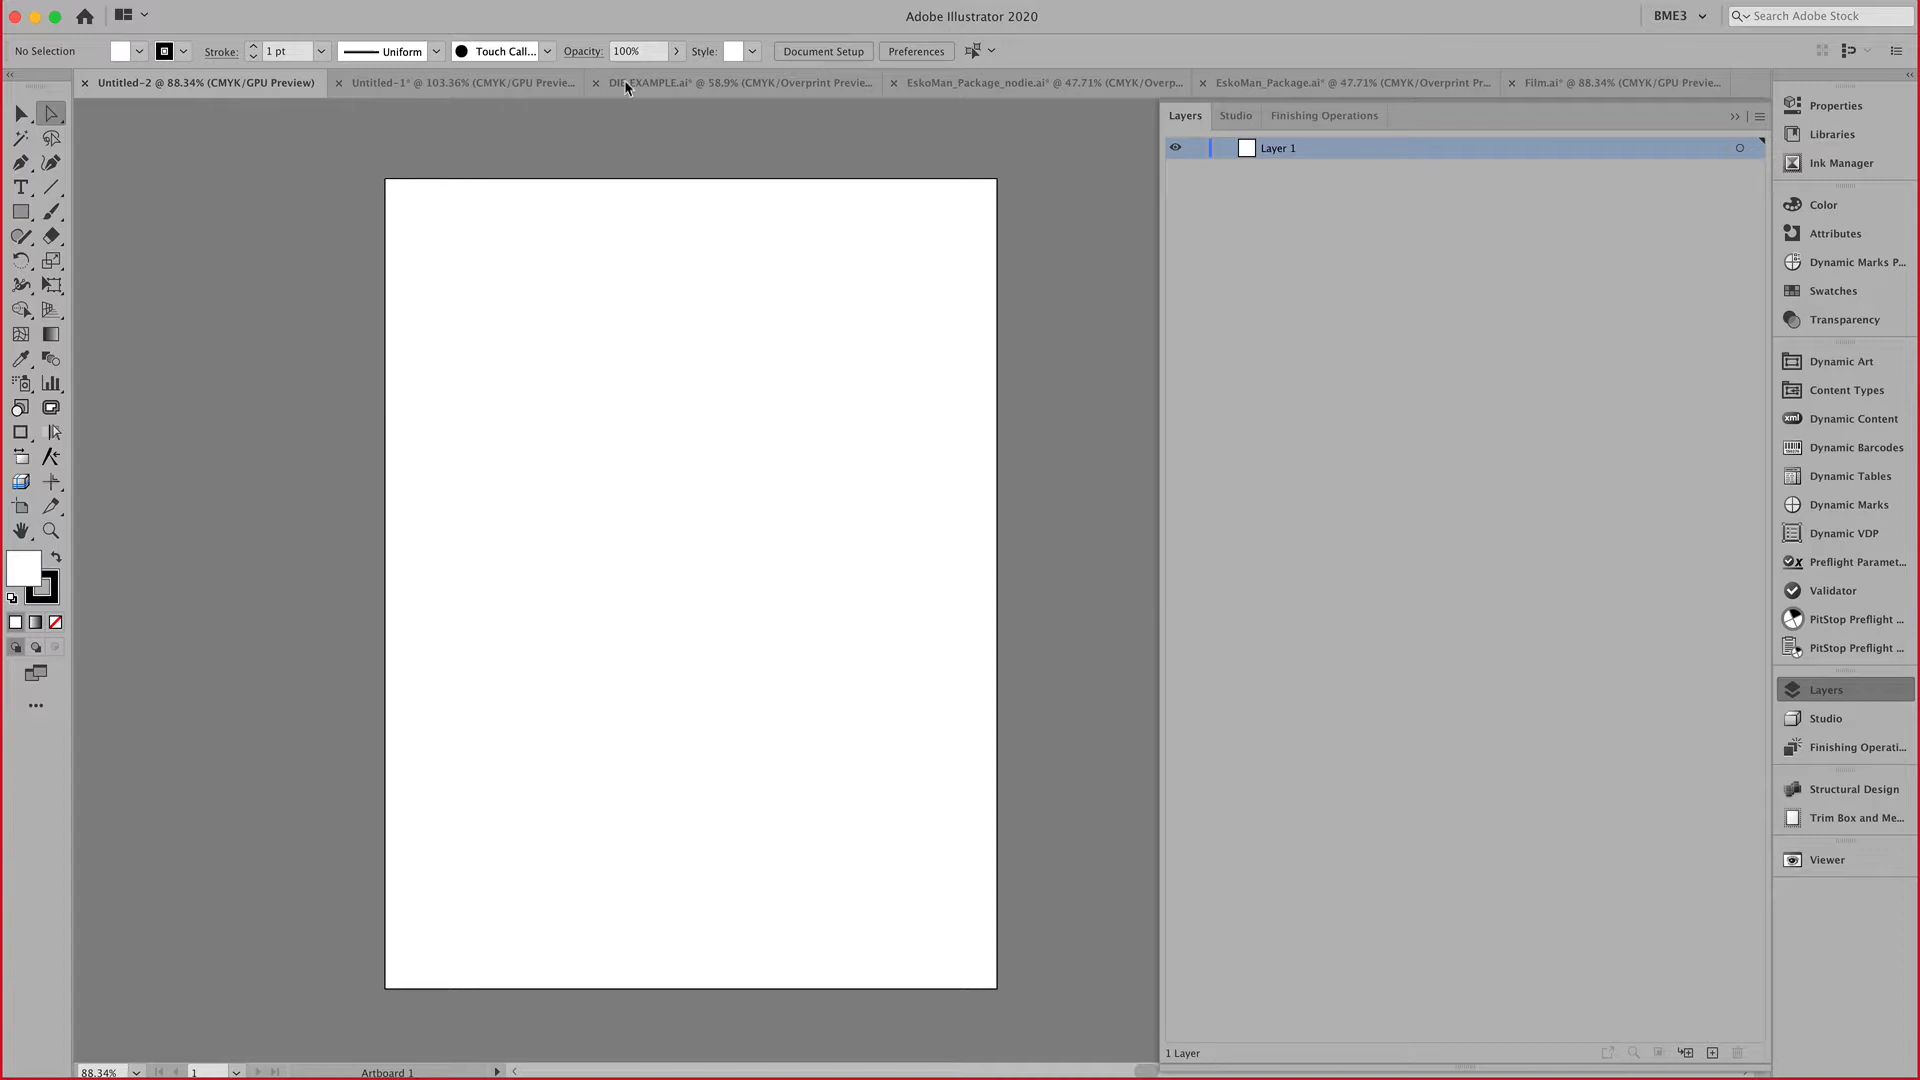 Adobe Illustrator 2020
BME3
Search Adobe Stock
No Selection
Stroke:
1 pt
Uniform
Touch Call...
Opacity:
100%
Style:
Document Setup
Preferences
Untitled-2 @ 88.34% (CMYK/GPU Preview)
Untitled-1* @ 103.36% (CMYK/GPU Previe...
DIE EXAMPLE.ai* @ 58.9% (CMYK/Overprint Previe...
EskoMan_Package_nodie.ai* @ 47.71% (CMYK/Overp...
EskoMan_Package.ai* @ 47.71% (CMYK/Overprint Pr...
Film.ai* @ 88.34% (CMYK/GPU Previe...
Layers
Studio
Finishing Operations
Layer 1
Properties
Libraries
Ink Manager
Color
Attributes
Dynamic Marks P...
Swatches
Transparency
Dynamic Art
Content Types
xml
Dynamic Content
Dynamic Barcodes
Dynamic Tables
Dynamic Marks
Dynamic VDP
Preflight Paramet...
Validator
PitStop Preflight ...
PitStop Preflight ...
Layers
Studio
Finishing Operati...
Structural Design
Trim Box and Me...
Viewer
1 Layer
88.34%
1
Artboard 1